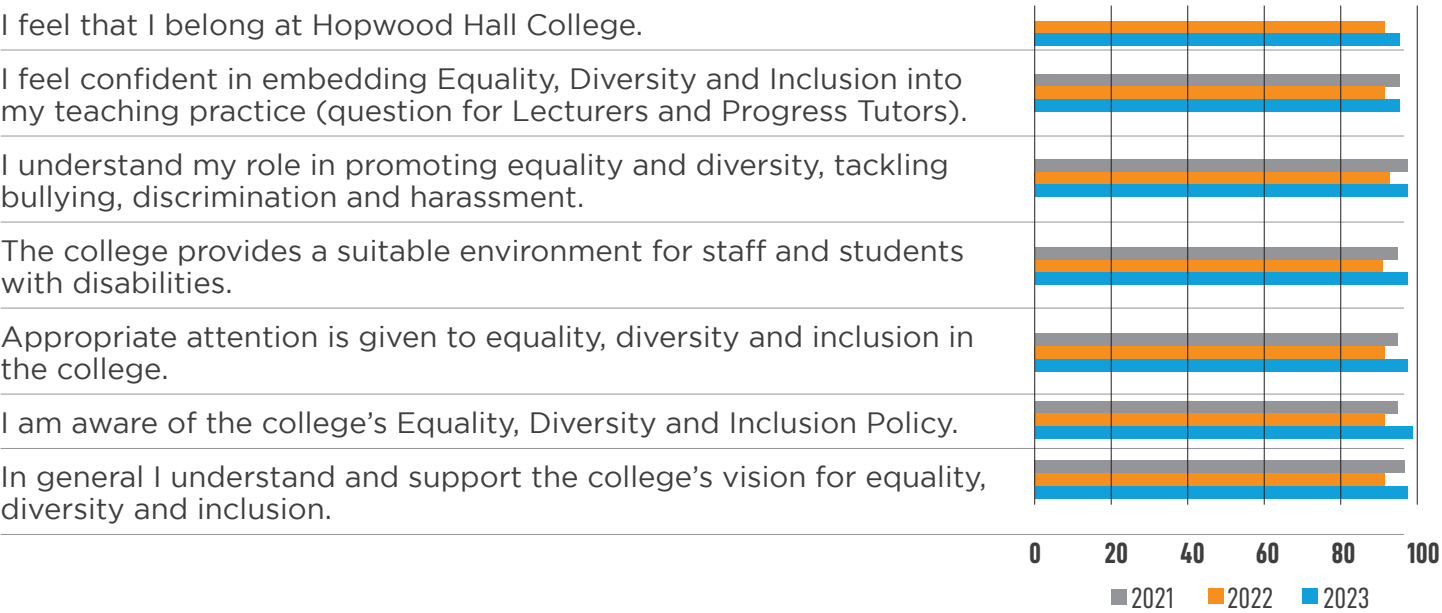 I feel that I belong at Hopwood Hall College.
I feel confident in embedding Equality, Diversity and Inclusion into
my teaching practice (question for Lecturers and Progress Tutors).
I understand my role in promoting equality and diversity, tackling
bullying, discrimination and harassment.
The college provides a suitable environment for staff and students
with disabilities.
Appropriate attention is given to equality, diversity and inclusion in
the college.
I am aware of the college’s Equality, Diversity and Inclusion Policy.
In general I understand and support the college’s vision for equality,
diversity and inclusion.
0 20 40 60 80 100
2021 2022 2023